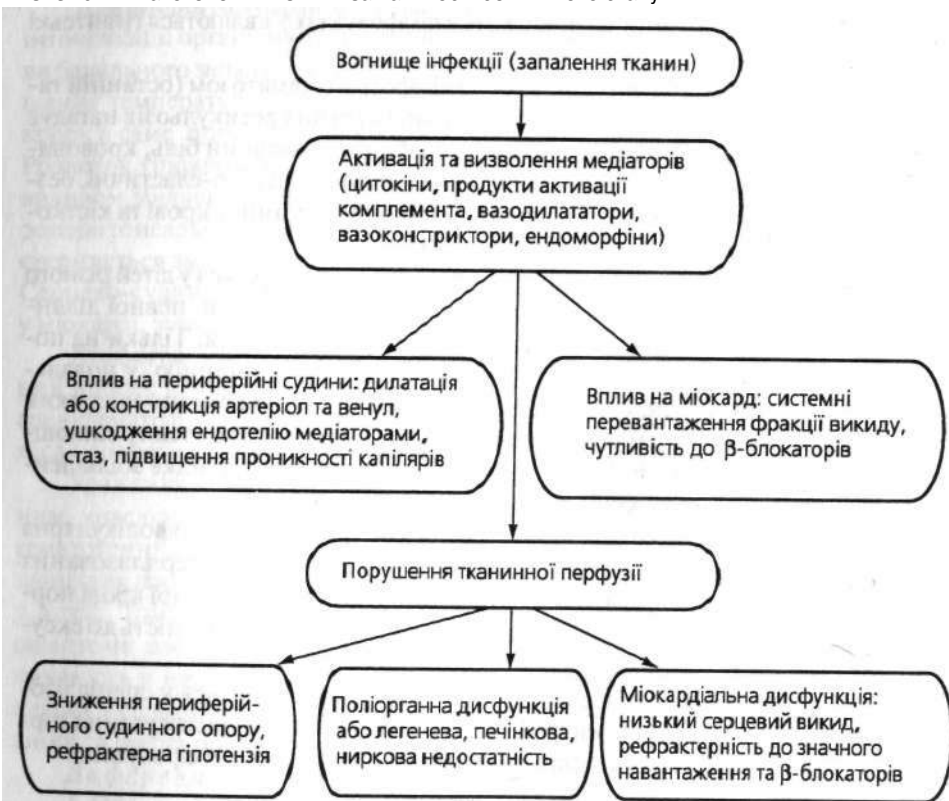 Вогнище інфекції (запалення тканин)
Активація та визволення медіаторів
(цитокіни, продукти активації
комплемента, вазодилататори,
вазоконстриктори, ендоморфіни)
Вплив на периферійні судини: дилатація
або констрикція артеріол та венул,
ушкодження ендотелію медіаторами,
стаз, підвищення проникності капілярів
Вплив на міокард: системні
перевантаження фракції викиду,
чутливість до β-блокаторів
Порушення тканинної перфузії
Зниження периферій-
ного судинного опору,
рефрактерна гіпотензія
Поліорганна дисфункція
або легенева, печінкова,
ниркова недостатність
Міокардіальна дисфункція:
низький серцевий викид,
рефрактерність до значного
навантаження та β-блокаторів